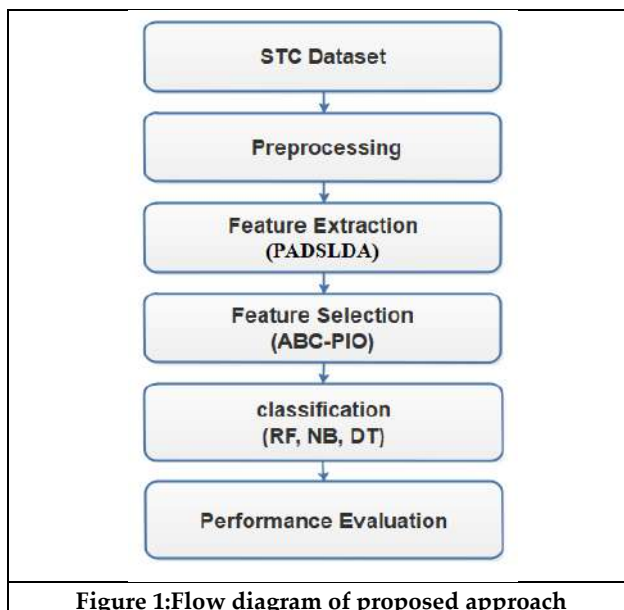 STC Dataset
Preprocessing
Feature Extraction
(PADSLDA)
Feature Selection
(ABC-PIO)
classification
(RF, NB, DT)
Performance Evaluation
Figure 1:Flow diagram of proposed approach